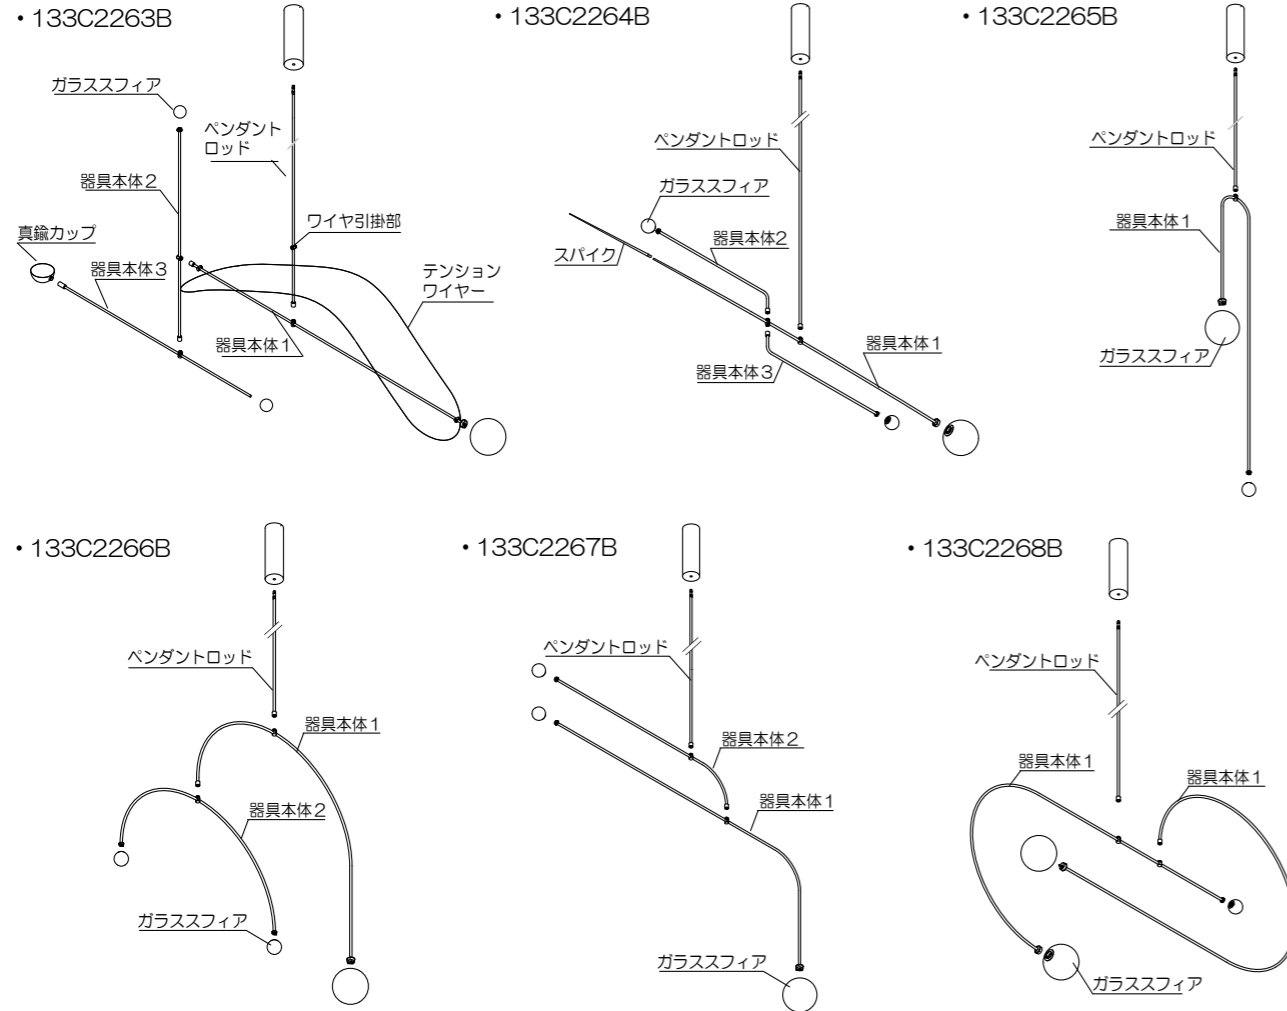 ・133C2263B
ガラススフィア
ペンダント
ロッド
器具本体2
ワイヤ引掛部
真鍮カップ
器具本体3
テンション
ワイヤー
器具本体1
・133C2264B
ペンダントロッド
ガラススフィア
器具本体2
スパイク
器具本体1
器具本体3
・133C2265B
ペンダントロッド
器具本体1
ガラススフィア
・133C2266B
ペンダントロッド
器具本体1
器具本体2
ガラススフィア
・133C2267B
ペンダントロッド
器具本体2
器具本体1
ガラススフィア
・133C2268B
ペンダントロッド
器具本体1
器具本体1
ガラススフィア